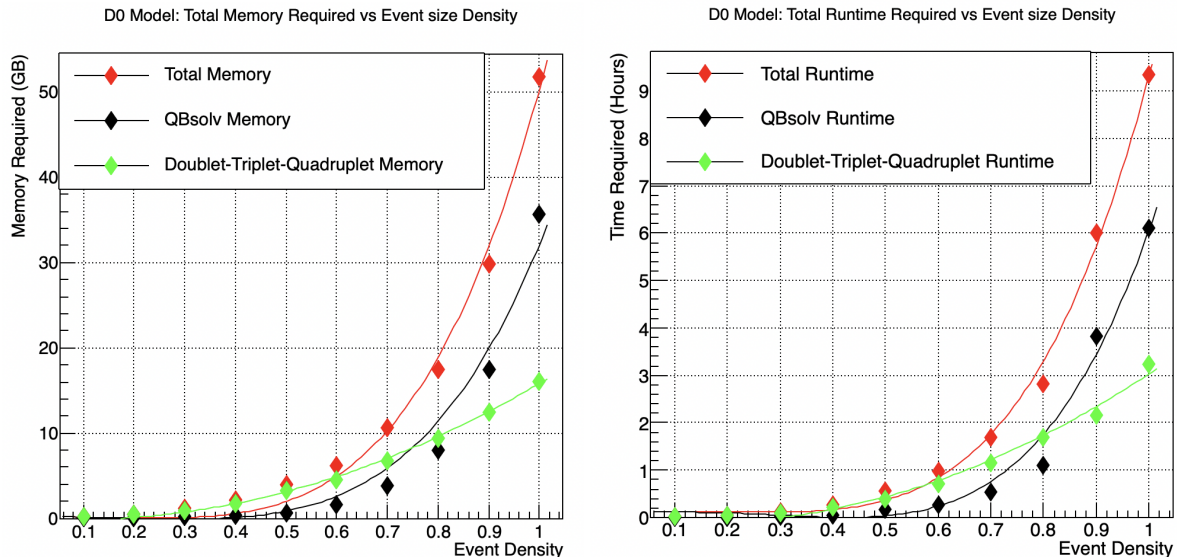 D0 Model: Total Memory Required vs Event size Density
Memory Required (GB)
Total Memory
QBsolv Memory
Doublet-Triplet-Quadruplet Memory
50
40
30
20
10
0
0.1 0.2 0.3 0.4 0.5 0.6 0.7 0.8 0.9 1
Event Density
D0 Model: Total Runtime Required vs Event size Density
Time Required (Hours)
Total Runtime
QBsolv Runtime
Doublet-Triplet-Quadruplet Runtime
9
8
7
6
5
4
3
2
1
0
0.1 0.2 0.3 0.4 0.5 0.6 0.7 0.8 0.9 1
Event Density